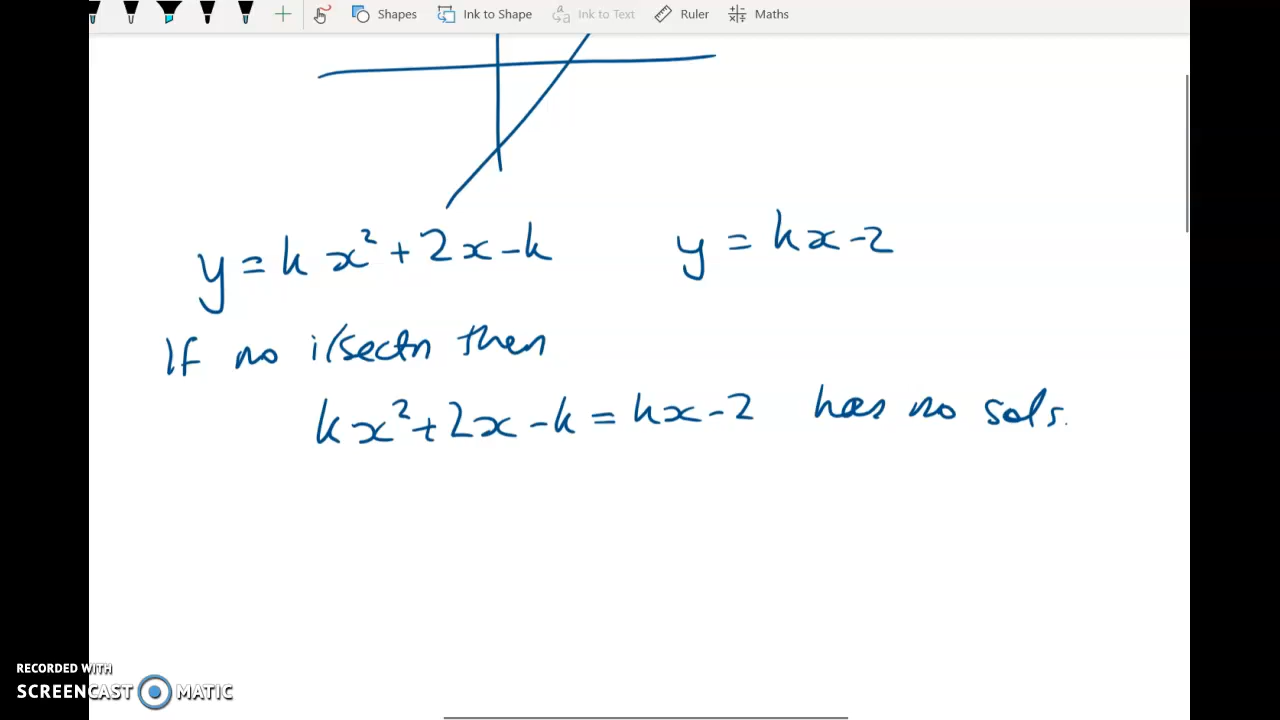 Shapes Ink to Shape Ink to Text Ruler Maths
y = kx² + 2x - k y = kx - 2
If no i/sectn then
kx² + 2x - k = kx - 2 has no sols.
RECORDED WITH
SCREENCAST MATIC